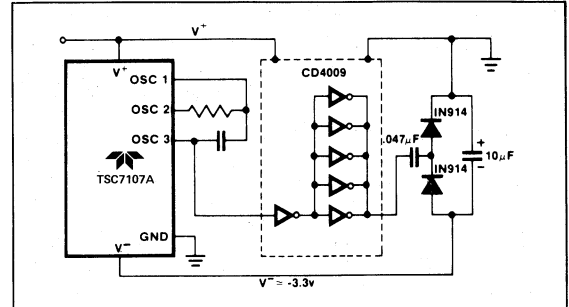 V+
V+
OSC 1
OSC 2
OSC 3
TSC7107A
GND
V−
CD4009
.047μF
IN914
IN914
+
10μF
−
V− ≃ -3.3v